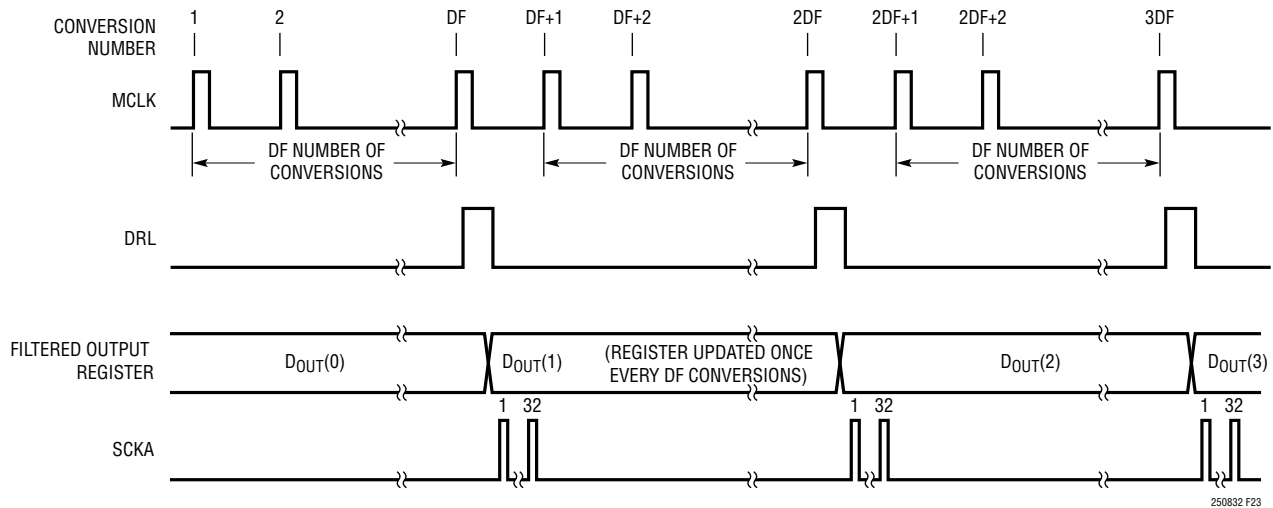 CONVERSION
NUMBER
1 2 DF DF+1 DF+2 2DF 2DF+1 2DF+2 3DF
MCLK
DF NUMBER OF
CONVERSIONS
DF NUMBER OF
CONVERSIONS
DF NUMBER OF
CONVERSIONS
DRL
FILTERED OUTPUT
REGISTER
DOUT(0)
DOUT(1)
(REGISTER UPDATED ONCE
EVERY DF CONVERSIONS)
DOUT(2)
DOUT(3)
1 32 1 32 1 32
SCKA
250832 F23